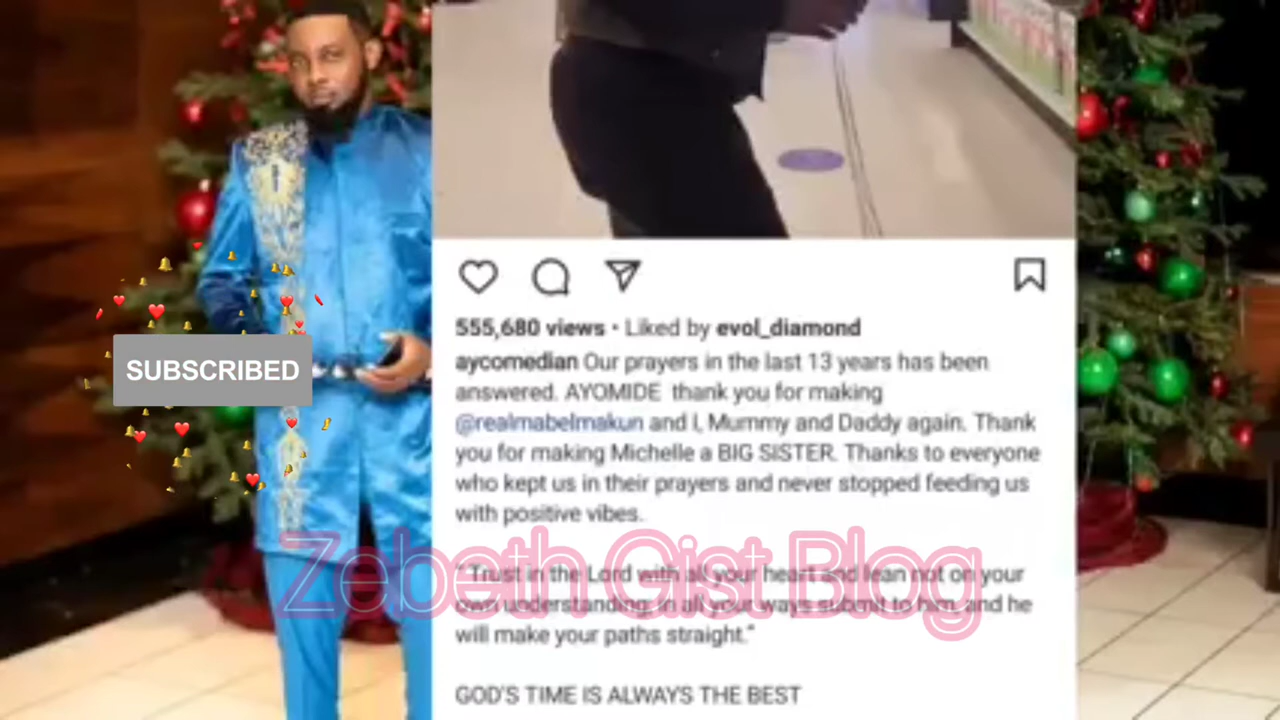 SUBSCRIBED
555,680 views • Liked by evol_diamond
aycomedian Our prayers in the last 13 years has been
answered. AYOMIDE thank you for making
@realmabelmakun and I, Mummy and Daddy again. Thank
you for making Michelle a BIG SISTER. Thanks to everyone
who kept us in their prayers and never stopped feeding us
with positive vibes.
Zebeth Gist Blog
“ Trust in the Lord with all your heart and lean not on your
own understanding; in all your ways submit to him, and he
will make your paths straight.”
GOD'S TIME IS ALWAYS THE BEST